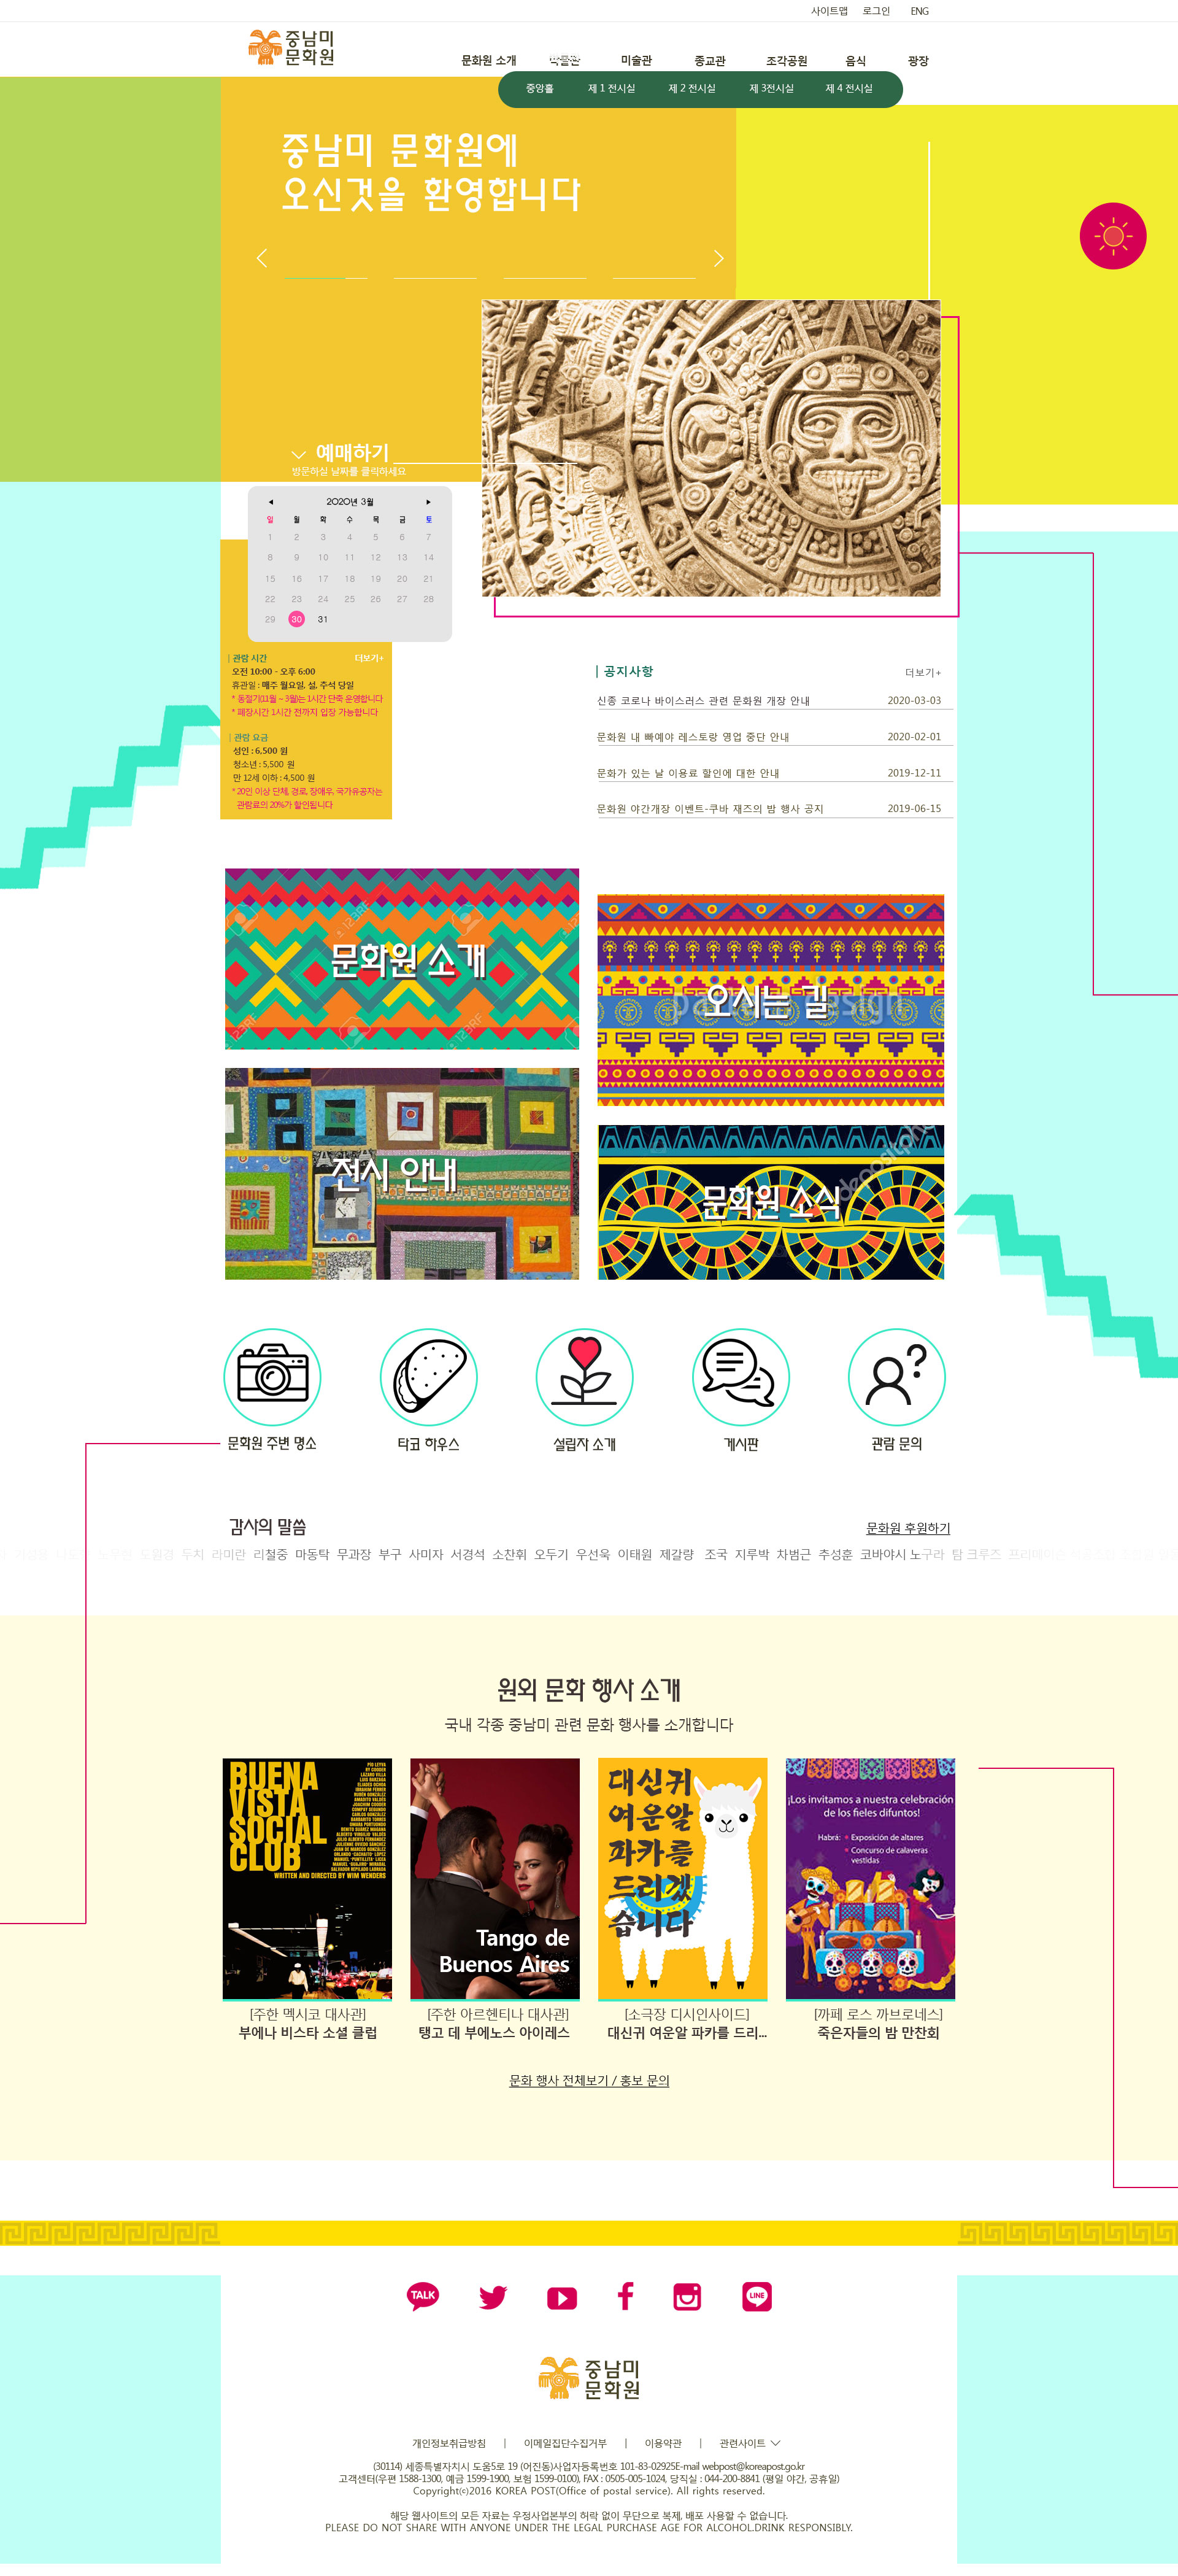 사이트맵 로그인 ENG
중남미
문화원
문화원 소개 박물관 미술관 종교관 조각공원 음식 광장
중앙홀 제 1 전시실 제 2 전시실 제 3전시실 제 4 전시실
중남미 문화원에
오신것을 환영합니다
예매하기
방문하실 날짜를 클릭하세요
2020년 3월
일 월 화 수 목 금 토
1 2 3 4 5 6 7
8 9 10 11 12 13 14
15 16 17 18 19 20 21
22 23 24 25 26 27 28
29 30 31
| 관람 시간 더보기+
오전 10:00 - 오후 6:00
휴관일 : 매주 월요일, 설, 추석 당일
* 동절기(11월 ~ 3월)는 1시간 단축 운영합니다
* 폐장시간 1시간 전까지 입장 가능합니다
| 관람 요금
성인 : 6,500 원
청소년 : 5,500 원
만 12세 이하 : 4,500 원
* 20인 이상 단체, 경로, 장애우, 국가유공자는
관람료의 20%가 할인됩니다
| 공지사항 더보기+
신종 코로나 바이스러스 관련 문화원 개장 안내 2020-03-03
문화원 내 빠예야 레스토랑 영업 중단 안내 2020-02-01
문화가 있는 날 이용료 할인에 대한 안내 2019-12-11
문화원 야간개장 이벤트-쿠바 재즈의 밤 행사 공지 2019-06-15
문화원 소개
123RF
오시는 길
전시 안내
문화원 소식
depositpho
문화원 주변 명소 타코 하우스 설립자 소개 게시판 관람 문의
감사의 말씀 문화원 후원하기
두치 라미란 리철중 마동탁 무과장 부구 사미자 서경석 소찬휘 오두기 우선욱 이태원 제갈량 조국 지루박 차범근 추성훈 코바야시 노구라 탐 크루즈
원외 문화 행사 소개
국내 각종 중남미 관련 문화 행사를 소개합니다
BUENA
VISTA
SOCIAL
CLUB
WRITTEN AND DIRECTED BY WIM WENDERS
Tango de
Buenos Aires
대신귀
여운알
파카를
드리겠
습니다
¡Los invitamos a nuestra celebración
de los fieles difuntos!
Habrá: Exposición de altares
Concurso de calaveras
vestidas
[주한 멕시코 대사관] [주한 아르헨티나 대사관] [소극장 디시인사이드] [까페 로스 까브로네스]
부에나 비스타 소셜 클럽 탱고 데 부에노스 아이레스 대신귀 여운알 파카를 드리... 죽은자들의 밤 만찬회
문화 행사 전체보기 / 홍보 문의
TALK LINE
중남미
문화원
개인정보취급방침 | 이메일집단수집거부 | 이용약관 | 관련사이트
(30114) 세종특별자치시 도움5로 19 (어진동)사업자등록번호 101-83-02925E-mail webpost@koreapost.go.kr
고객센터(우편 1588-1300, 예금 1599-1900, 보험 1599-0100), FAX : 0505-005-1024, 당직실 : 044-200-8841 (평일 야간, 공휴일)
Copyright(c)2016 KOREA POST(Office of postal service). All rights reserved.
해당 웹사이트의 모든 자료는 우정사업본부의 허락 없이 무단으로 복제, 배포 사용할 수 없습니다.
PLEASE DO NOT SHARE WITH ANYONE UNDER THE LEGAL PURCHASE AGE FOR ALCOHOL.DRINK RESPONSIBLY.